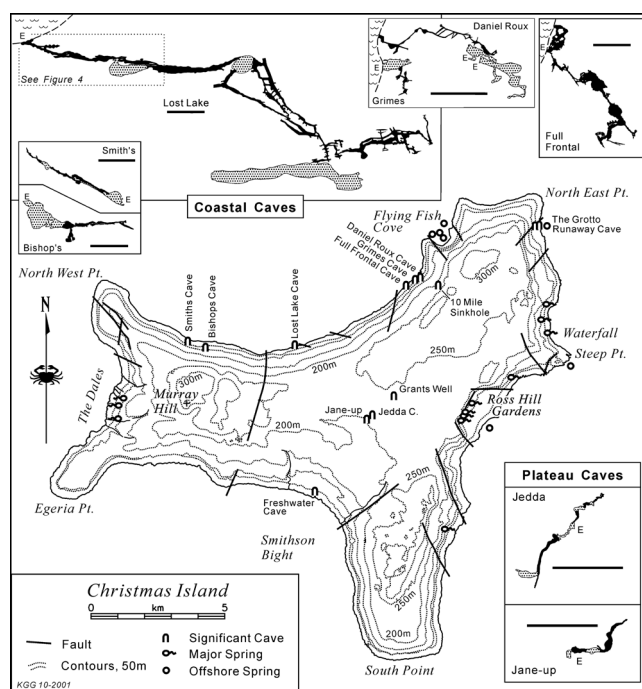 E
See Figure 4
Lost Lake
Daniel Roux
E
E
E
Grimes
E
Full
Frontal
Smith's
E
E
Bishop's
Coastal Caves
North West Pt.
Flying Fish
Cove
North East Pt.
The Grotto
Runaway Cave
Daniel Roux Cave
Grimes Cave
Full Frontal Cave
300m
10 Mile
Sinkhole
Smiths Cave
Bishops Cave
Lost Lake Cave
N
250m
Waterfall
Steep Pt.
200m
The Dales
300m
Murray
Hill
Grants Well
Ross Hill
Gardens
Jane-up
Jedda C.
200m
250m
Egeria Pt.
Freshwater
Cave
Smithson
Bight
250m
200m
South Point
Plateau Caves
Jedda
E
E
Jane-up
Christmas Island
0 km 5
Fault
Contours, 50m
Significant Cave
Major Spring
Offshore Spring
KGG 10-2001